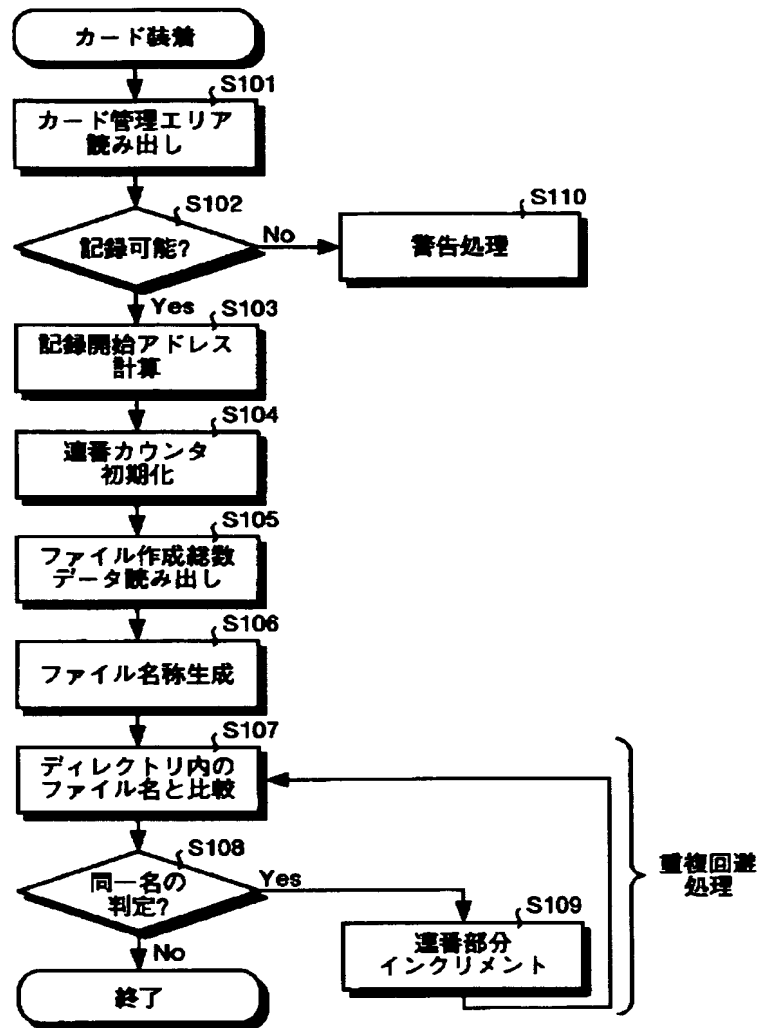 カード装着
S101
カード管理エリア
読み出し
S102
記録可能?
No
S110
警告処理
Yes
S103
記録開始アドレス
計算
S104
連番カウンタ
初期化
S105
ファイル作成総数
データ読み出し
S106
ファイル名称生成
S107
ディレクトリ内の
ファイル名と比較
S108
同一名の
判定?
Yes
S109
連番部分
インクリメント
重複回避
処理
No
終了